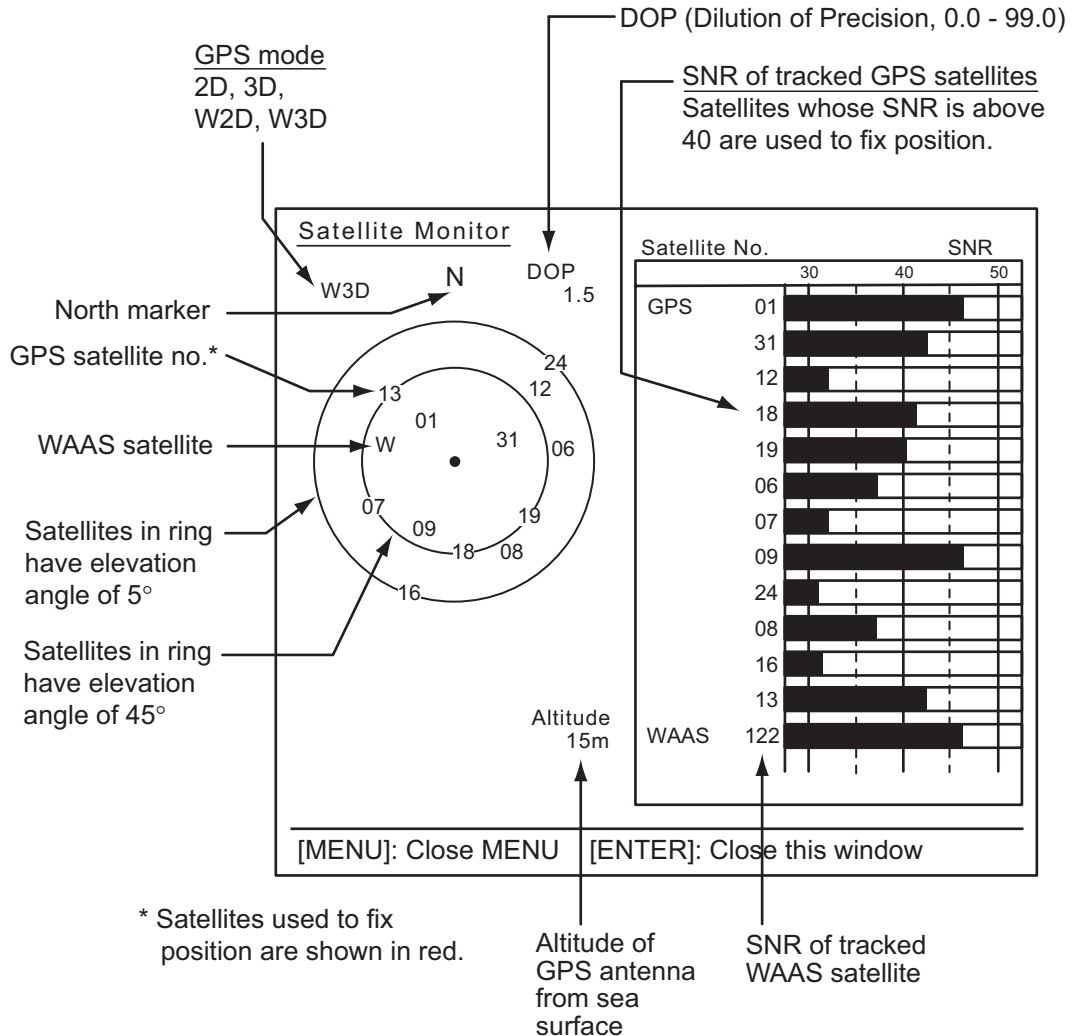 DOP (Dilution of Precision, 0.0 - 99.0)
GPS mode
2D, 3D,
W2D, W3D
SNR of tracked GPS satellites
Satellites whose SNR is above
40 are used to fix position.
Satellite Monitor
W3D
N
DOP
1.5
North marker
GPS satellite no.*
WAAS satellite
Satellites in ring
have elevation
angle of 5°
Satellites in ring
have elevation
angle of 45°
24
13
12
01
W
31
06
07
09
19
18
08
16
Altitude
15m
Satellite No. SNR
30 40 50
GPS 01
31
12
18
19
06
07
09
24
08
16
13
WAAS 122
[MENU]: Close MENU [ENTER]: Close this window
* Satellites used to fix
position are shown in red.
Altitude of
GPS antenna
from sea
surface
SNR of tracked
WAAS satellite